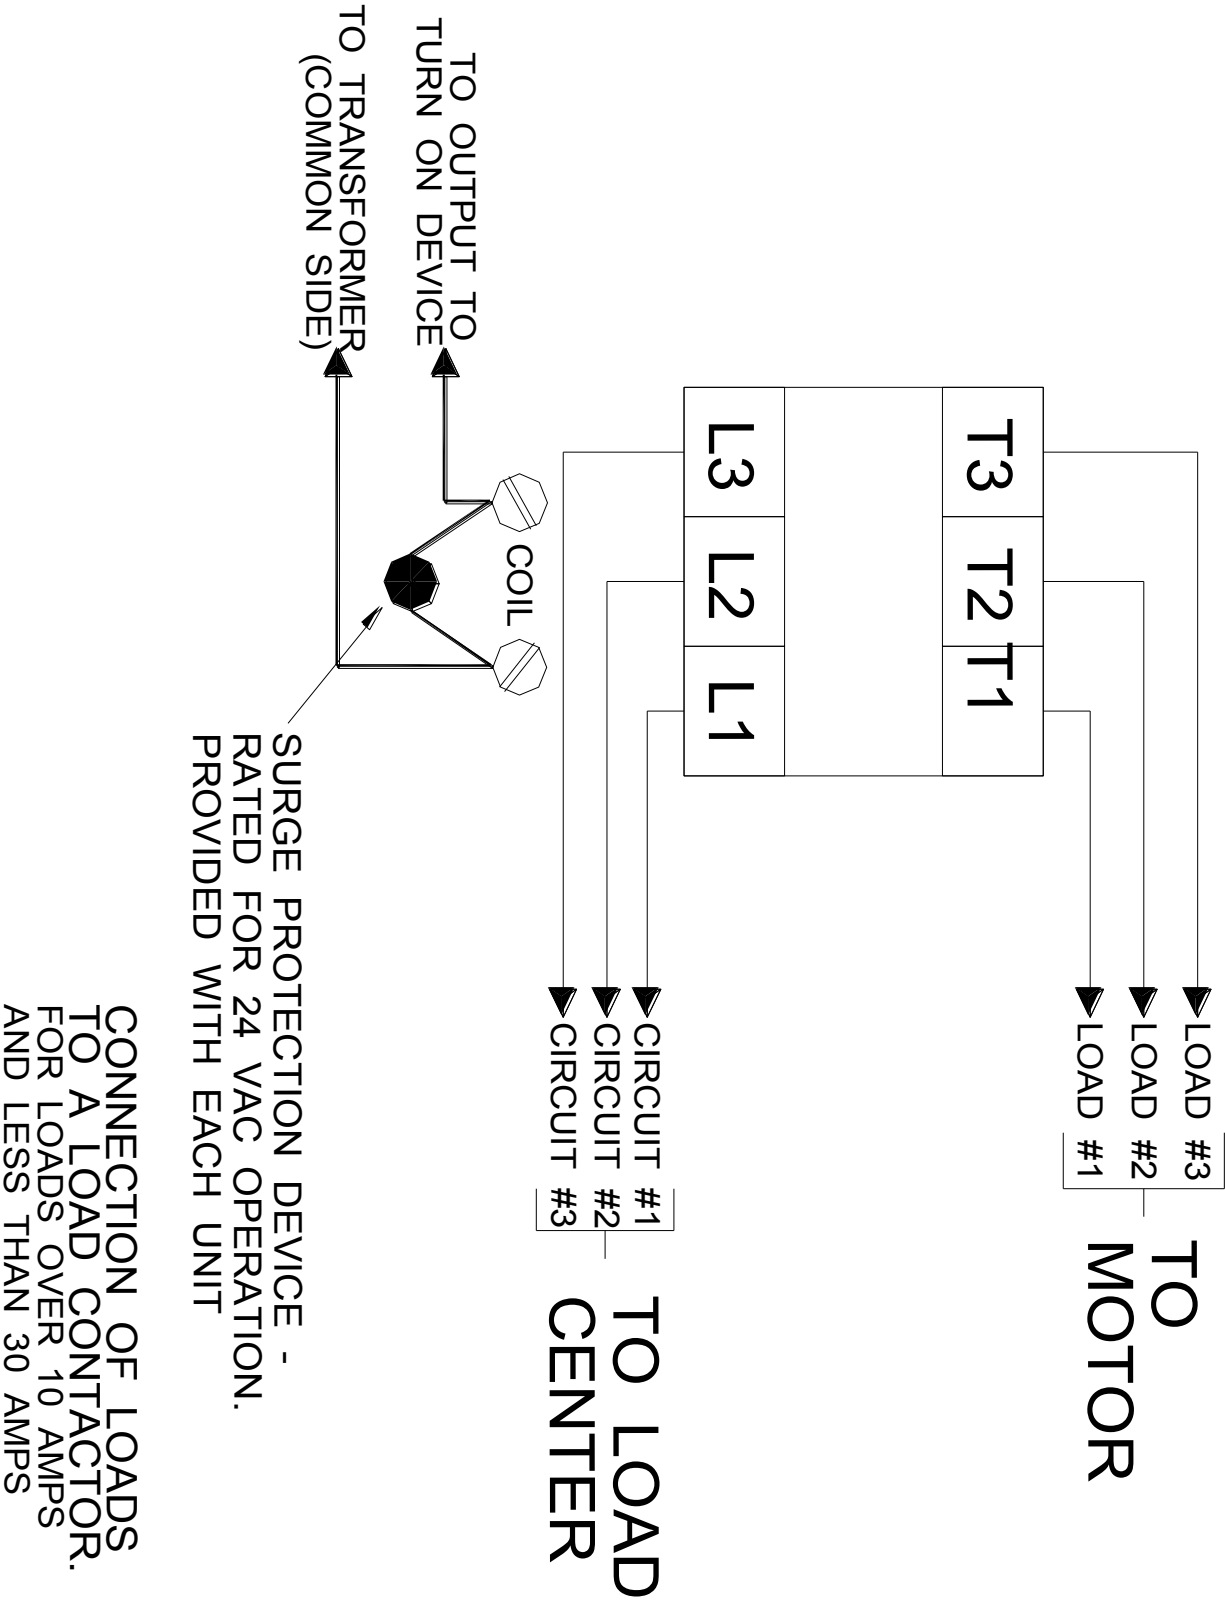 LOAD #3
LOAD #2
LOAD #1
TO
MOTOR
T3
T2
T1
L3
L2
L1
CIRCUIT #1
CIRCUIT #2
CIRCUIT #3
TO LOAD
CENTER
COIL
TO OUTPUT TO
TURN ON DEVICE
TO TRANSFORMER
(COMMON SIDE)
SURGE PROTECTION DEVICE -
RATED FOR 24 VAC OPERATION.
PROVIDED WITH EACH UNIT
CONNECTION OF LOADS
TO A LOAD CONTACTOR.
FOR LOADS OVER 10 AMPS
AND LESS THAN 30 AMPS